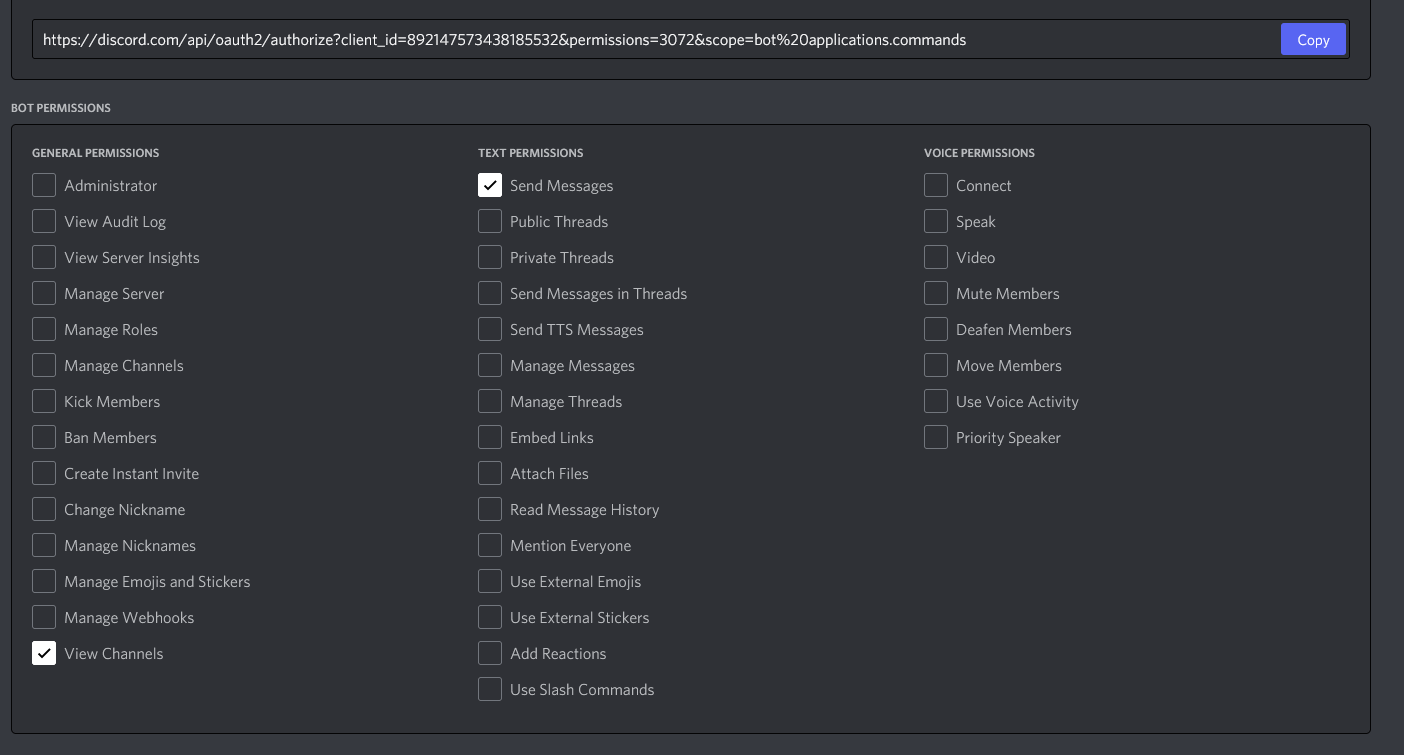 https://discord.com/api/oauth2/authorize?client_id=892147573438185532&permissions=3072&scope=bot%20applications.commands
Copy
BOT PERMISSIONS
GENERAL PERMISSIONS
Administrator
View Audit Log
View Server Insights
Manage Server
Manage Roles
Manage Channels
Kick Members
Ban Members
Create Instant Invite
Change Nickname
Manage Nicknames
Manage Emojis and Stickers
Manage Webhooks
View Channels
TEXT PERMISSIONS
Send Messages
Public Threads
Private Threads
Send Messages in Threads
Send TTS Messages
Manage Messages
Manage Threads
Embed Links
Attach Files
Read Message History
Mention Everyone
Use External Emojis
Use External Stickers
Add Reactions
Use Slash Commands
VOICE PERMISSIONS
Connect
Speak
Video
Mute Members
Deafen Members
Move Members
Use Voice Activity
Priority Speaker